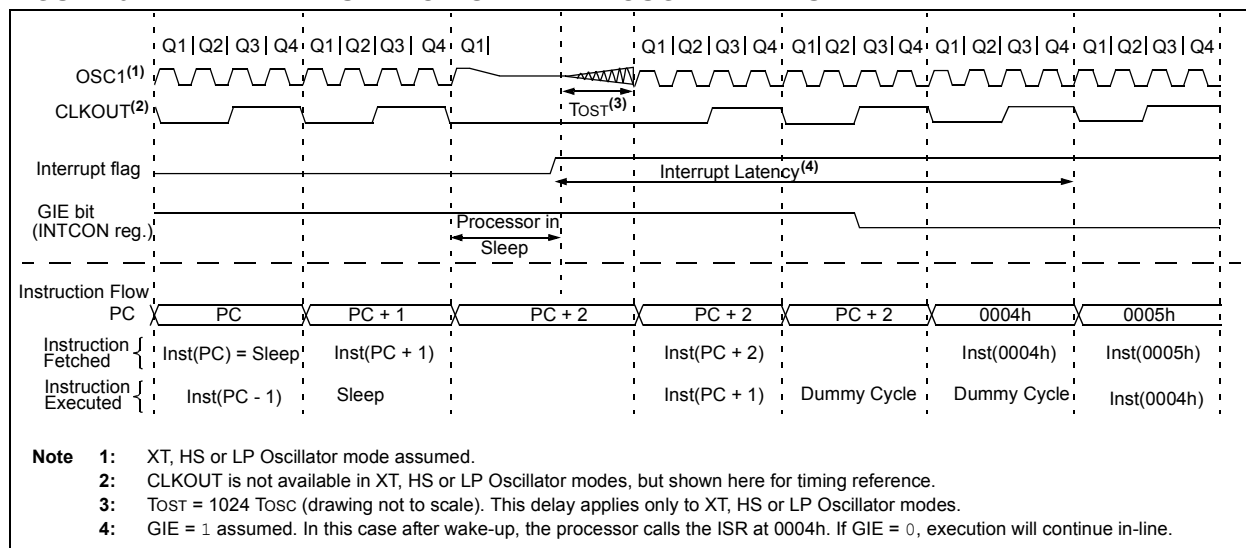 Q1 | Q2 | Q3 | Q4 Q1 | Q2 | Q3 | Q4 Q1 | Q1 | Q2 | Q3 | Q4 Q1 | Q2 | Q3 | Q4 Q1 | Q2 | Q3 | Q4 Q1 | Q2 | Q3 | Q4
OSC1(1)
CLKOUT(2) TOST(3)
Interrupt flag Interrupt Latency(4)
GIE bit
(INTCON reg.) Processor in
Sleep
Instruction Flow
PC PC PC + 1 PC + 2 PC + 2 PC + 2 0004h 0005h
Instruction
Fetched { Inst(PC) = Sleep Inst(PC + 1) Inst(PC + 2) Inst(0004h) Inst(0005h)
Instruction
Executed { Inst(PC - 1) Sleep Inst(PC + 1) Dummy Cycle Dummy Cycle Inst(0004h)
Note 1: XT, HS or LP Oscillator mode assumed.
2: CLKOUT is not available in XT, HS or LP Oscillator modes, but shown here for timing reference.
3: TOST = 1024 TOSC (drawing not to scale). This delay applies only to XT, HS or LP Oscillator modes.
4: GIE = 1 assumed. In this case after wake-up, the processor calls the ISR at 0004h. If GIE = 0, execution will continue in-line.